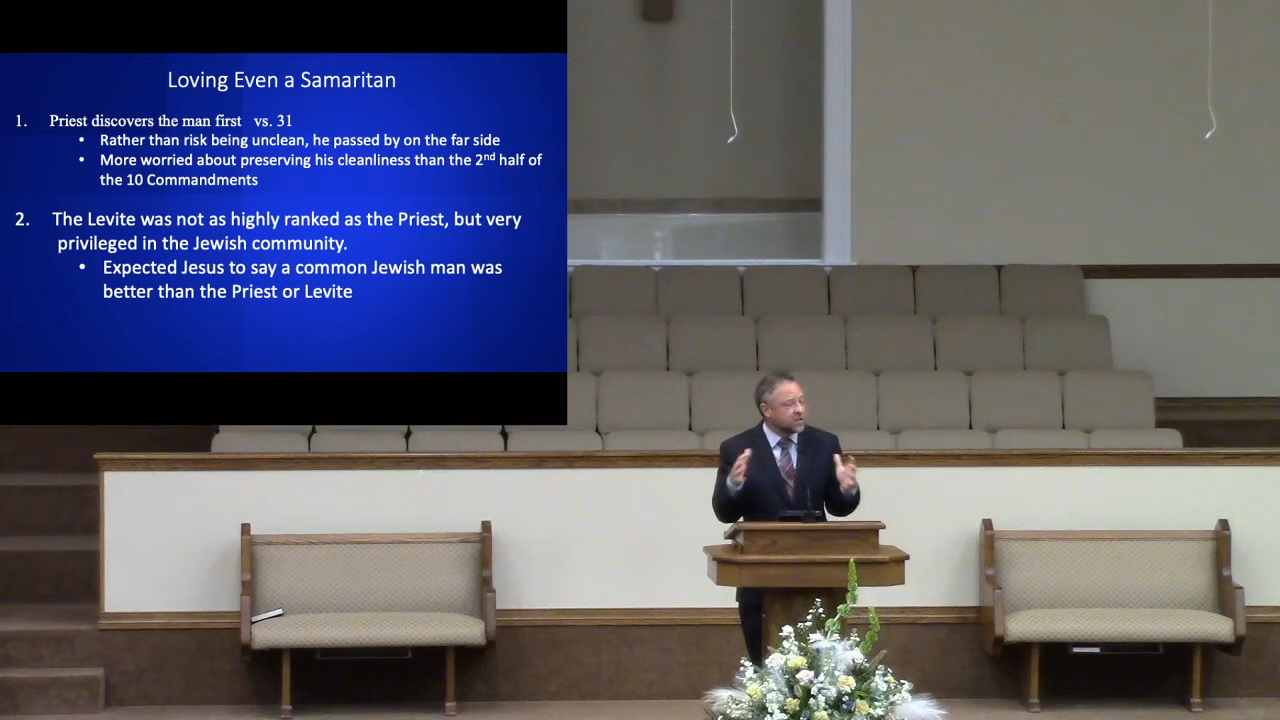 Loving Even a Samaritan
1. Priest discovers the man first vs. 31
• Rather than risk being unclean, he passed by on the far side
• More worried about preserving his cleanliness than the 2nd half of
the 10 Commandments
2. The Levite was not as highly ranked as the Priest, but very
privileged in the Jewish community.
• Expected Jesus to say a common Jewish man was
better than the Priest or Levite